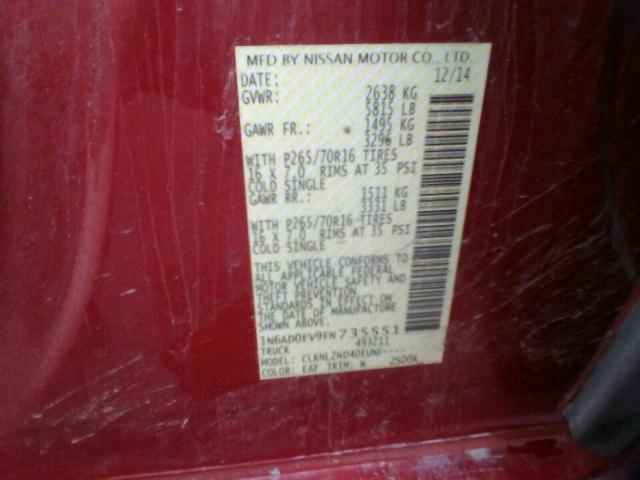 MFD BY NISSAN MOTOR CO., LTD.
DATE: 12/14
GVWR: 2638 KG
5815 LB
GAWR FR.: 1495 KG
3296 LB
WITH P265/70R16 TIRES
16 X 7.0 RIMS AT 35 PSI
COLD SINGLE
GAWR RR.: 1511 KG
3331 LB
WITH P265/70R16 TIRES
16 X 7.0 RIMS AT 35 PSI
COLD SINGLE
THIS VEHICLE CONFORMS TO
ALL APPLICABLE FEDERAL
MOTOR VEHICLE SAFETY AND
THEFT PREVENTION
STANDARDS IN EFFECT ON
THE DATE OF MANUFACTURE
SHOWN ABOVE.
1N6AD0EV9FN735551
TRUCK 493211
MODEL: CLKNLZN04DEUNF----
COLOR: EAF TRIM: W 2500A